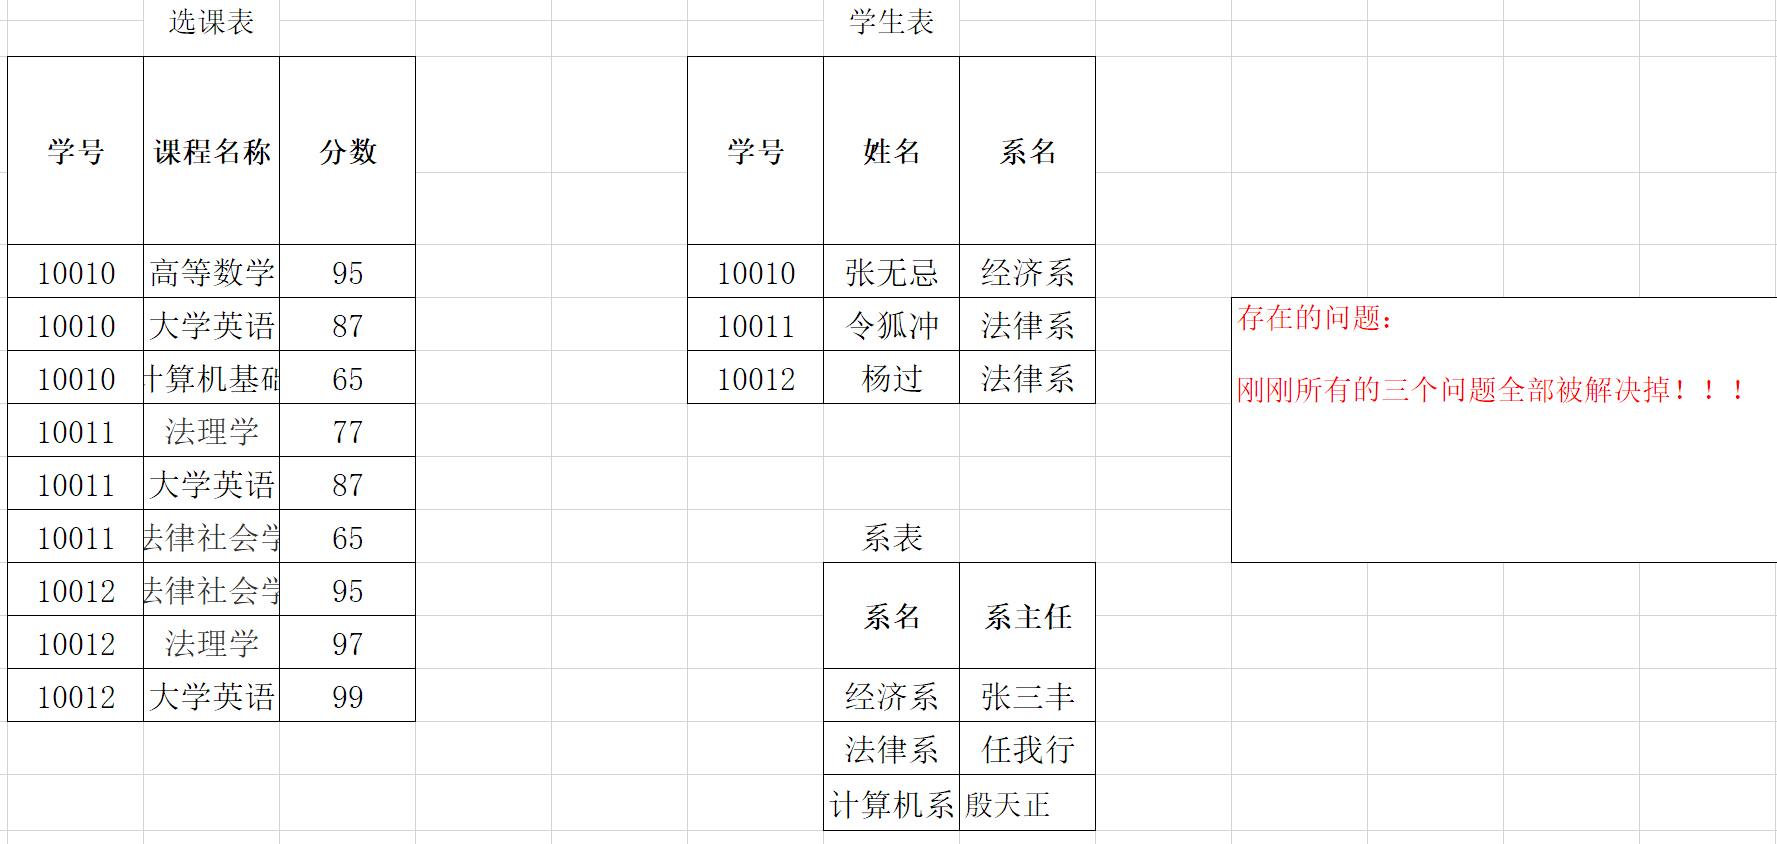 选课表
学号 课程名称 分数
10010 高等数学 95
10010 大学英语 87
10010 计算机基础 65
10011 法理学 77
10011 大学英语 87
10011 法律社会学 65
10012 法律社会学 95
10012 法理学 97
10012 大学英语 99
学生表
学号 姓名 系名
10010 张无忌 经济系
10011 令狐冲 法律系
10012 杨过 法律系
系表
系名 系主任
经济系 张三丰
法律系 任我行
计算机系 殷天正
存在的问题：
刚刚所有的三个问题全部被解决掉！！！